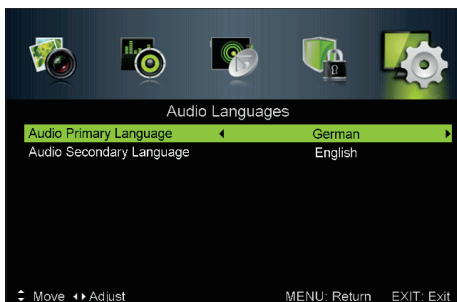 Audio Languages
Audio Primary Language German
Audio Secondary Language English
Move Adjust MENU: Return EXIT: Exit